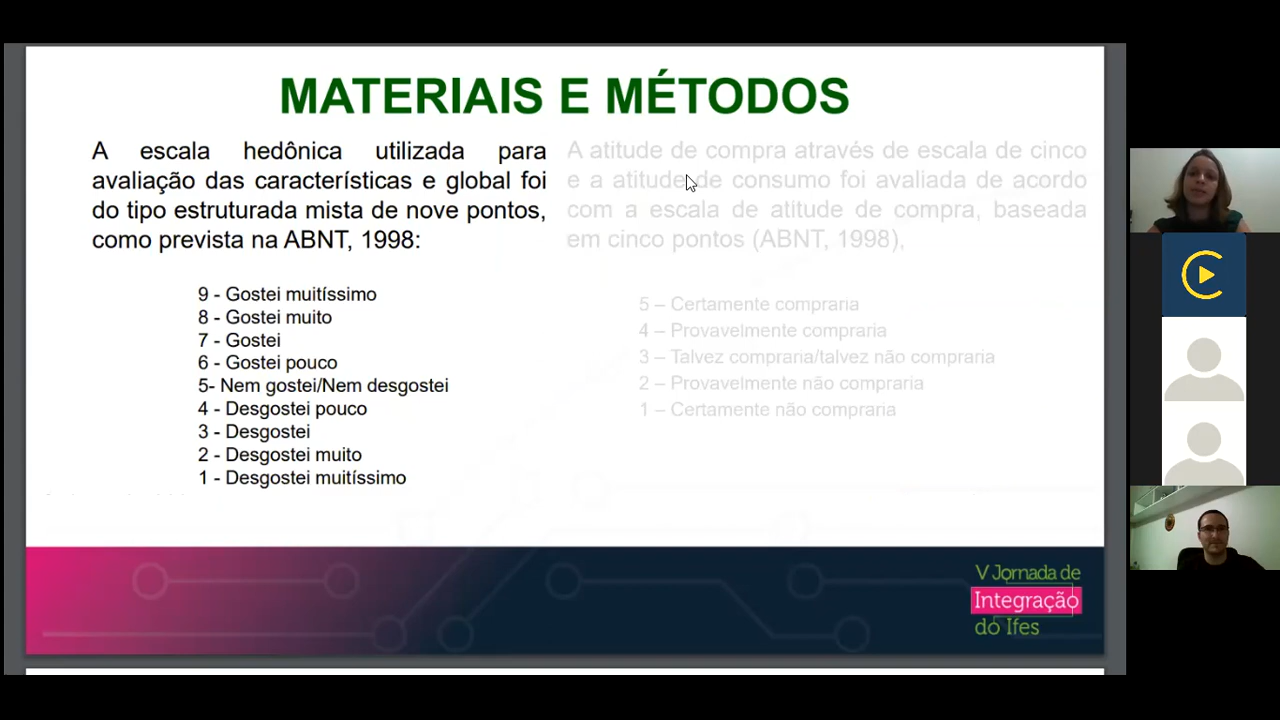 MATERIAIS E MÉTODOS
A escala hedônica utilizada para
avaliação das características e global foi
do tipo estruturada mista de nove pontos,
como prevista na ABNT, 1998:
9 - Gostei muitíssimo
8 - Gostei muito
7 - Gostei
6 - Gostei pouco
5- Nem gostei/Nem desgostei
4 - Desgostei pouco
3 - Desgostei
2 - Desgostei muito
1 - Desgostei muitíssimo
A atitude de compra através de escala de cinco
e a atitude de consumo foi avaliada de acordo
com a escala de atitude de compra, baseada
em cinco pontos (ABNT, 1998),
5 – Certamente compraria
4 – Provavelmente compraria
3 – Talvez compraria/talvez não compraria
2 – Provavelmente não compraria
1 – Certamente não compraria
V Jornada de
Integração
do Ifes